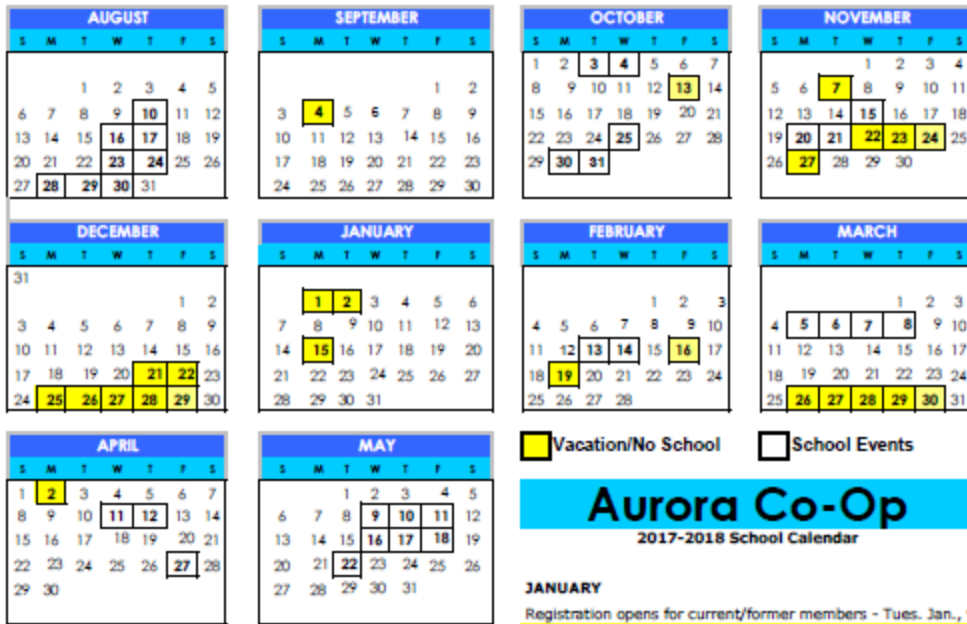 AUGUST
S M T W T F S
1 2 3 4 5
6 7 8 9 10 11 12
13 14 15 16 17 18 19
20 21 22 23 24 25 26
27 28 29 30 31
SEPTEMBER
S M T W T F S
1 2
3 4 5 6 7 8 9
10 11 12 13 14 15 16
17 18 19 20 21 22 23
24 25 26 27 28 29 30
OCTOBER
S M T W T F S
1 2 3 4 5 6 7
8 9 10 11 12 13 14
15 16 17 18 19 20 21
22 23 24 25 26 27 28
29 30 31
NOVEMBER
S M T W T F S
1 2 3 4
5 6 7 8 9 10 11
12 13 14 15 16 17 18
19 20 21 22 23 24 25
26 27 28 29 30
DECEMBER
S M T W T F S
31
1 2
3 4 5 6 7 8 9
10 11 12 13 14 15 16
17 18 19 20 21 22 23
24 25 26 27 28 29 30
JANUARY
S M T W T F S
1 2 3 4 5 6
7 8 9 10 11 12 13
14 15 16 17 18 19 20
21 22 23 24 25 26 27
28 29 30 31
FEBRUARY
S M T W T F S
1 2 3
4 5 6 7 8 9 10
11 12 13 14 15 16 17
18 19 20 21 22 23 24
25 26 27 28
MARCH
S M T W T F S
1 2 3
4 5 6 7 8 9 10
11 12 13 14 15 16 17
18 19 20 21 22 23 24
25 26 27 28 29 30 31
APRIL
S M T W T F S
1 2 3 4 5 6 7
8 9 10 11 12 13 14
15 16 17 18 19 20 21
22 23 24 25 26 27 28
29 30
MAY
S M T W T F S
1 2 3 4 5
6 7 8 9 10 11 12
13 14 15 16 17 18 19
20 21 22 23 24 25 26
27 28 29 30 31
Vacation/No School
School Events
Aurora Co-Op
2017-2018 School Calendar
JANUARY
Registration opens for current/former members - Tues. Jan.,